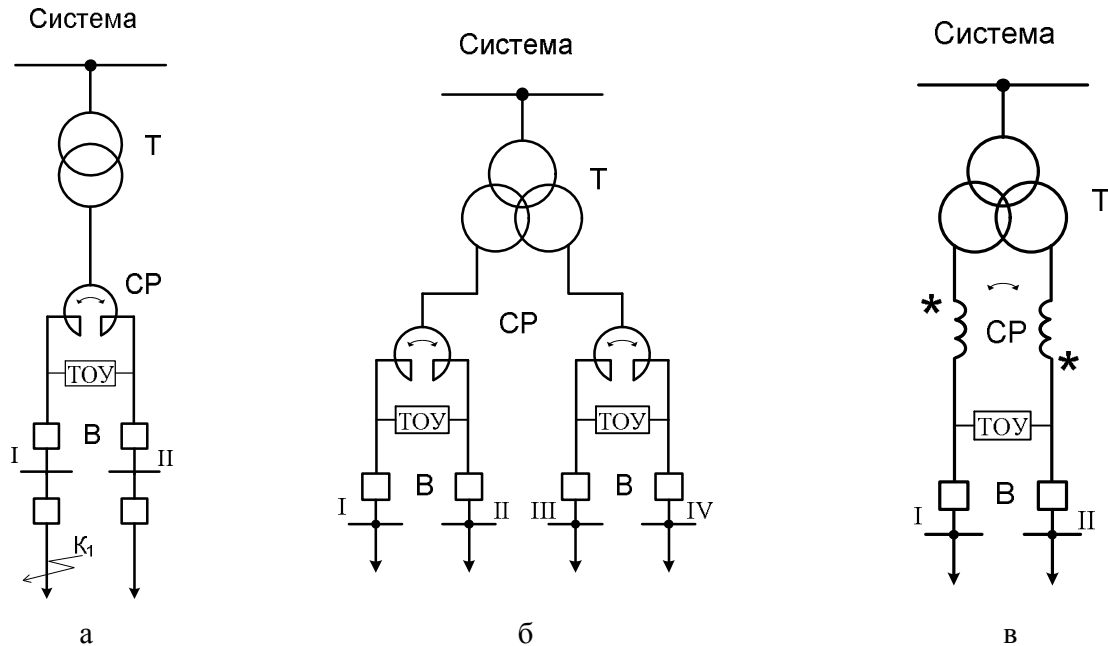 Система
Т
СР
ТОУ
В
I
II
К1
а
Система
Т
СР
ТОУ
ТОУ
В
В
I
II
III
IV
б
Система
Т
*
СР
*
ТОУ
В
I
II
в